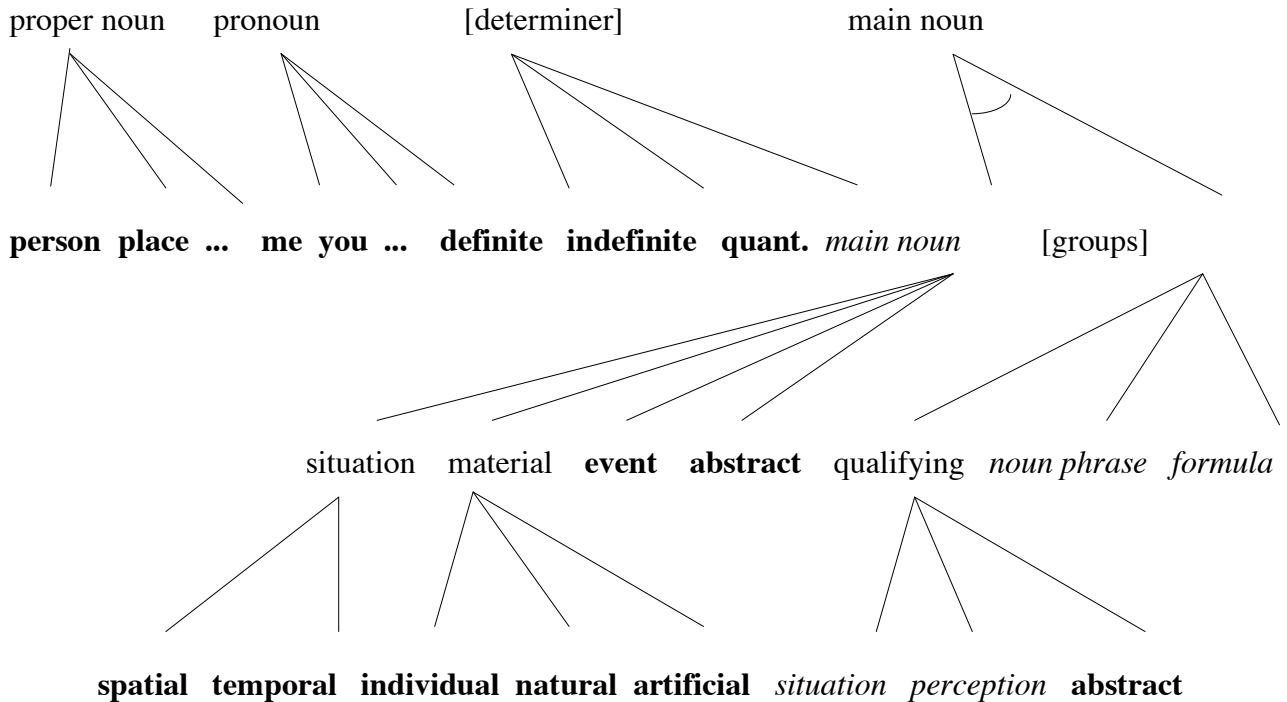 proper noun pronoun [determiner] main noun
person place ... me you ... definite indefinite quant. main noun [groups]
situation material event abstract qualifying noun phrase formula
spatial temporal individual natural artificial situation perception abstract